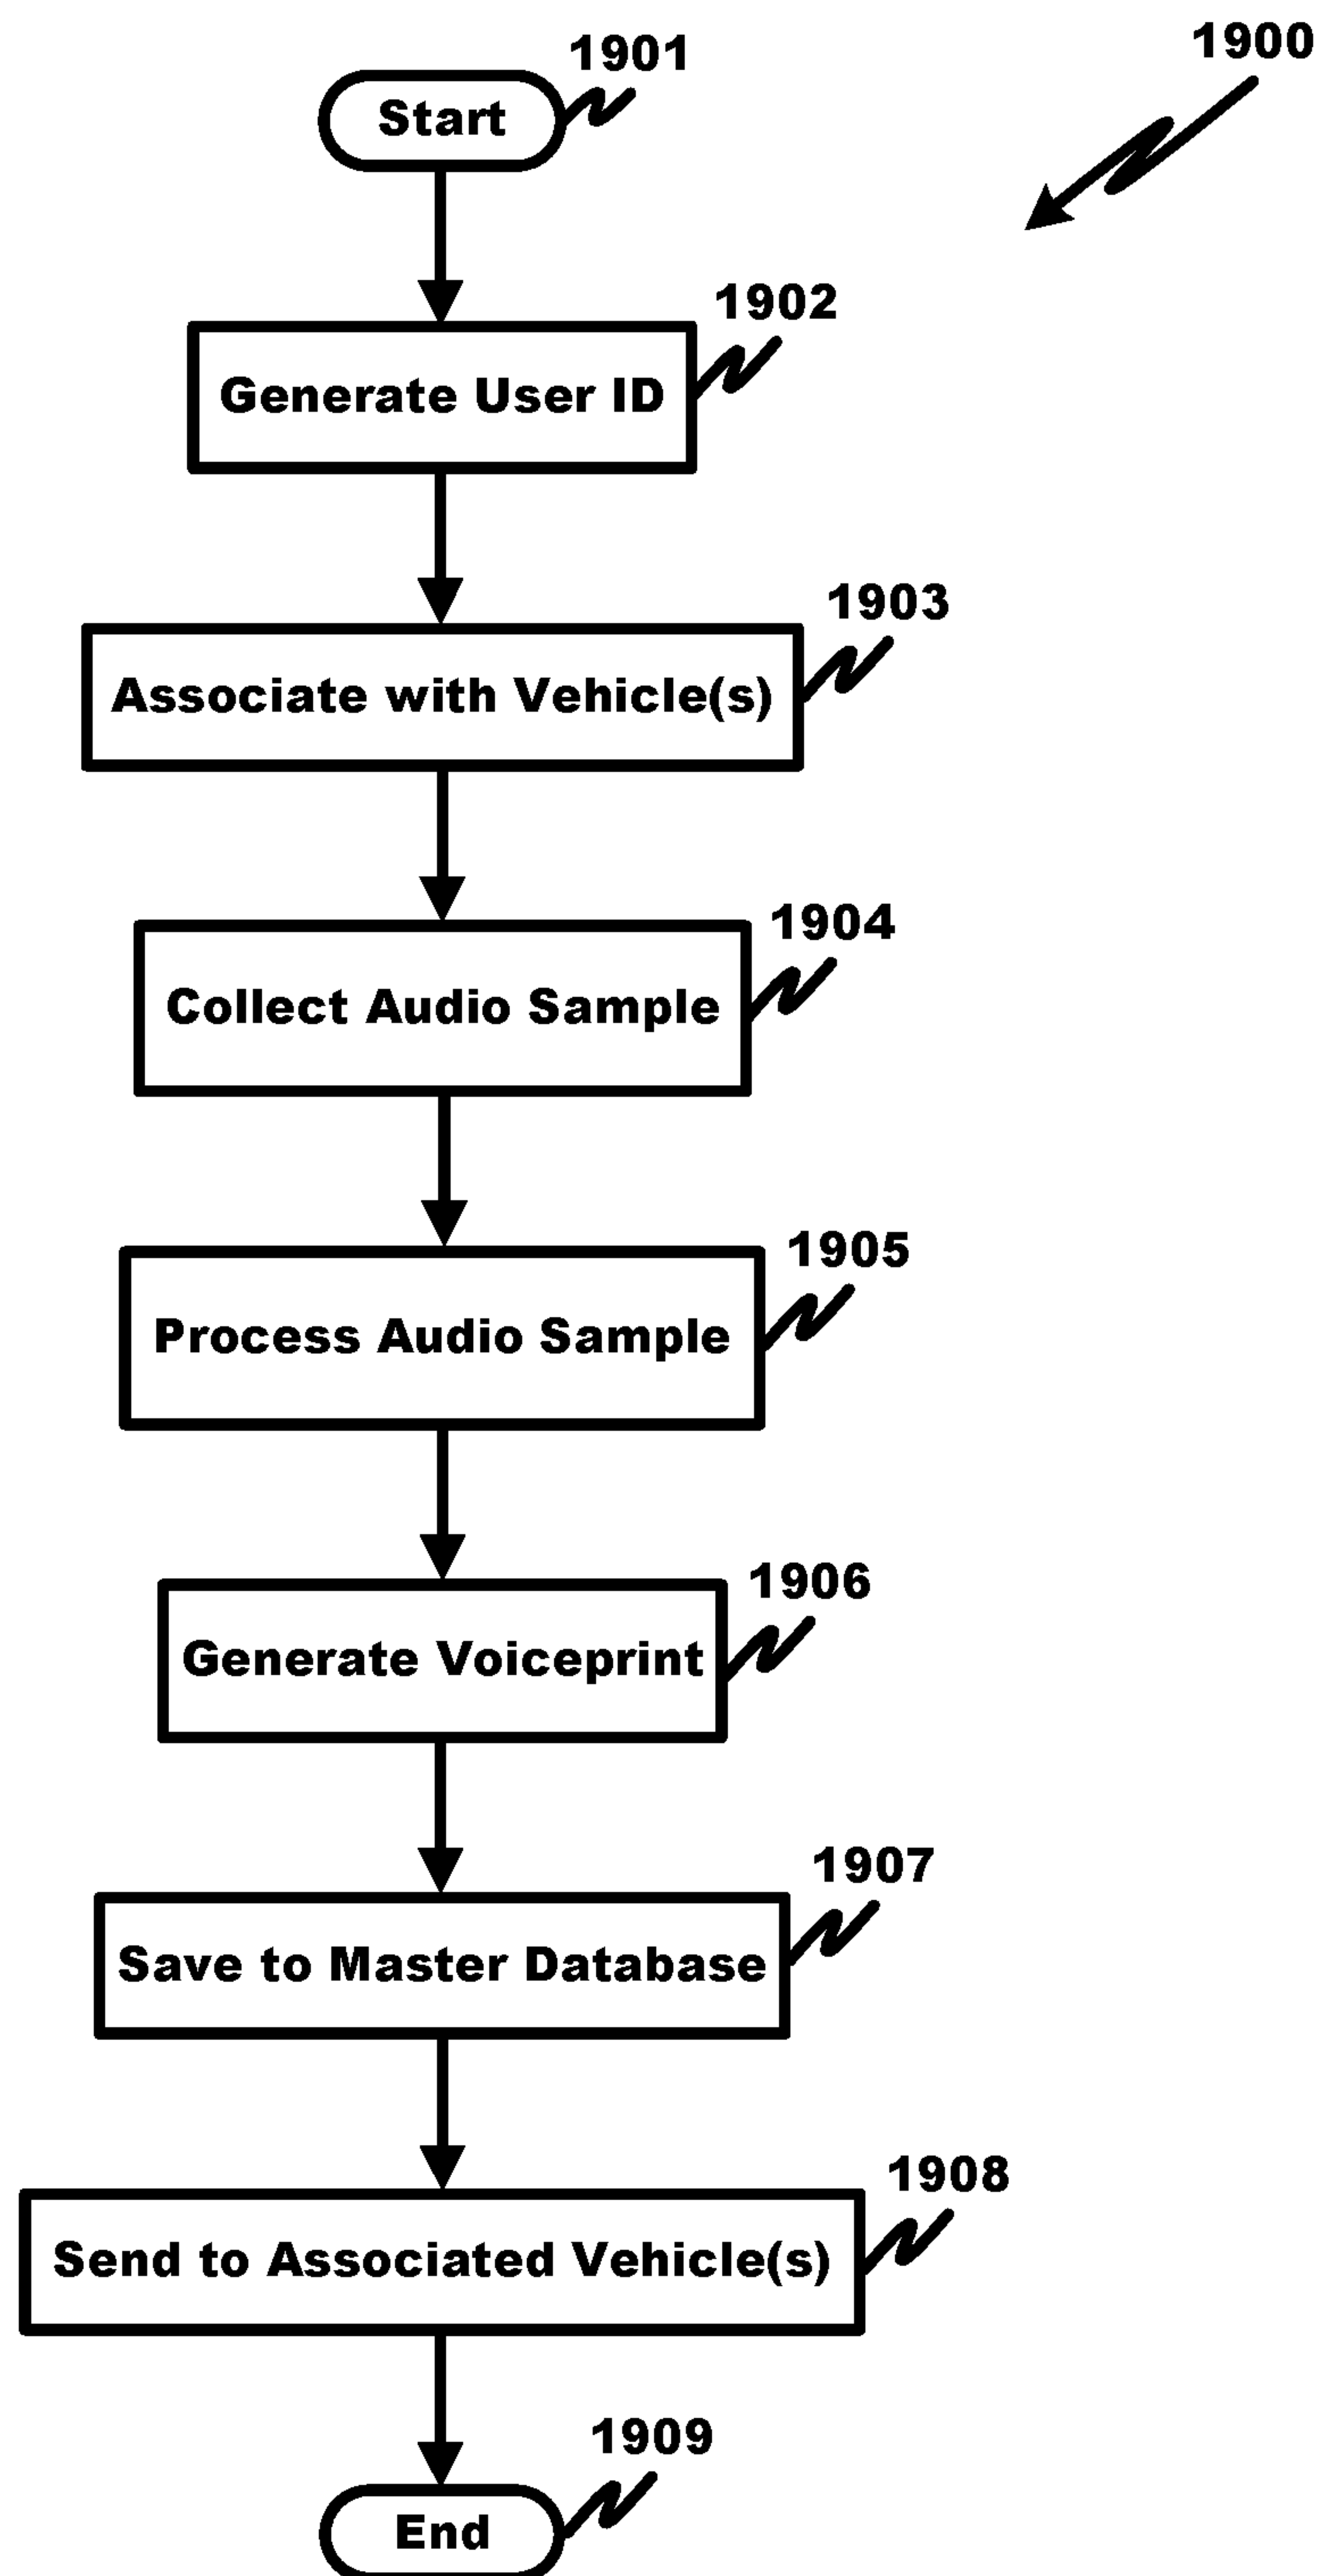 1901
1900
Start
1902
Generate User ID
1903
Associate with Vehicle(s)
1904
Collect Audio Sample
1905
Process Audio Sample
1906
Generate Voiceprint
1907
Save to Master Database
1908
Send to Associated Vehicle(s)
1909
End